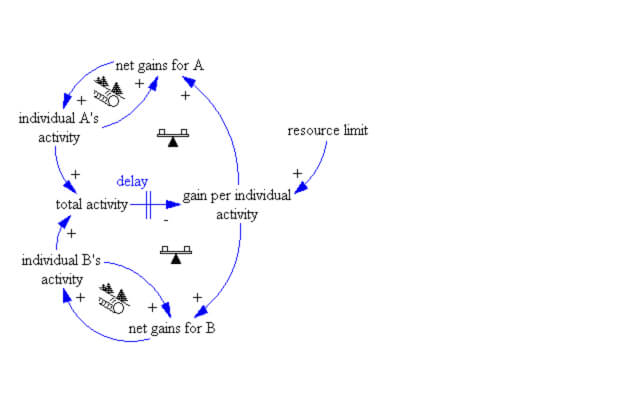 net gains for A
+
+
+
individual A's
activity
resource limit
+
+
delay
total activity
gain per individual
activity
-
+
individual B's
activity
+
+
+
net gains for B